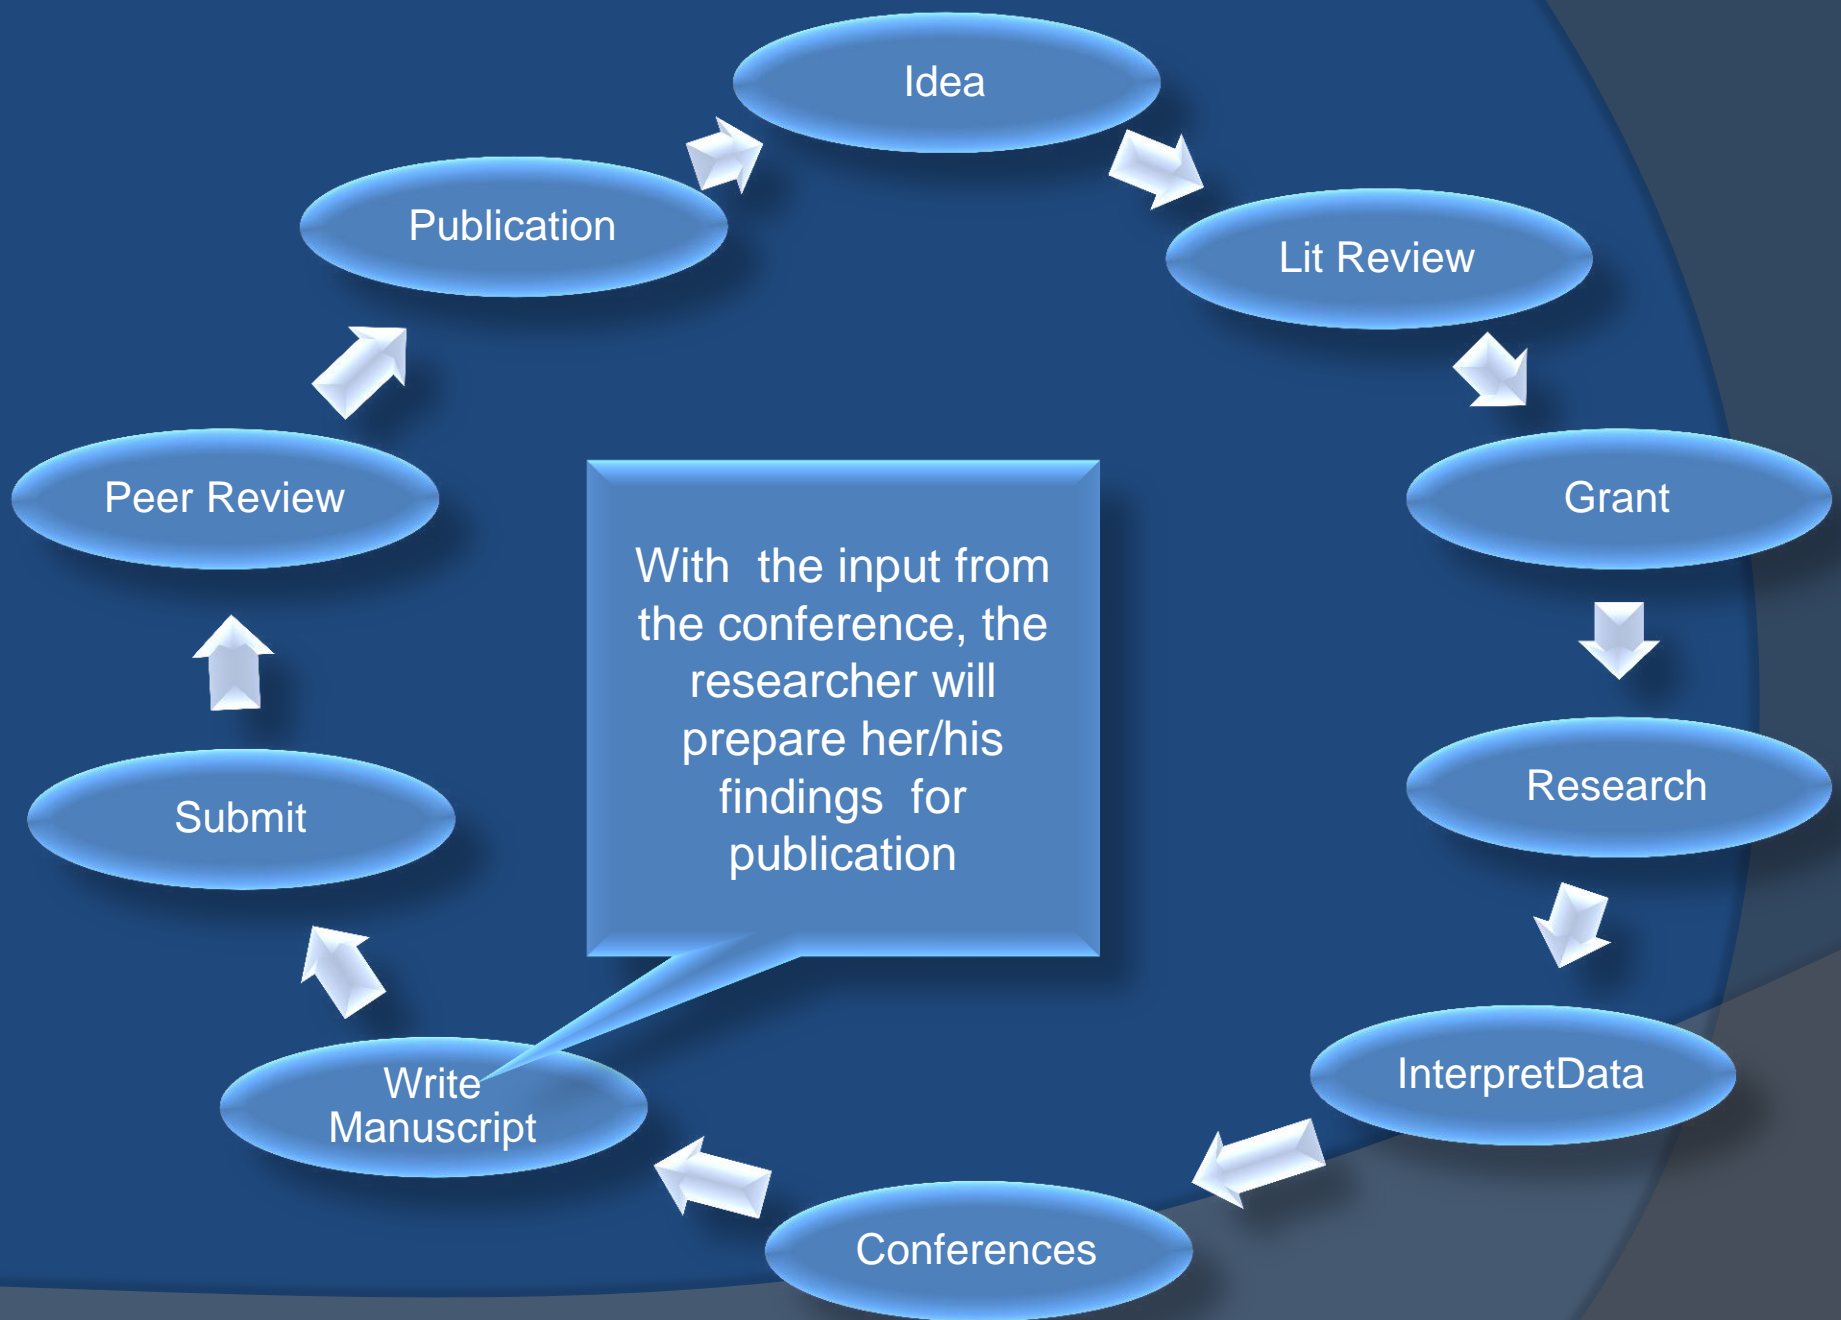 Idea
Lit Review
Grant
Research
InterpretData
Conferences
Write
Manuscript
Submit
Peer Review
Publication
With  the input from
the conference, the
researcher will
prepare her/his
findings  for
publication